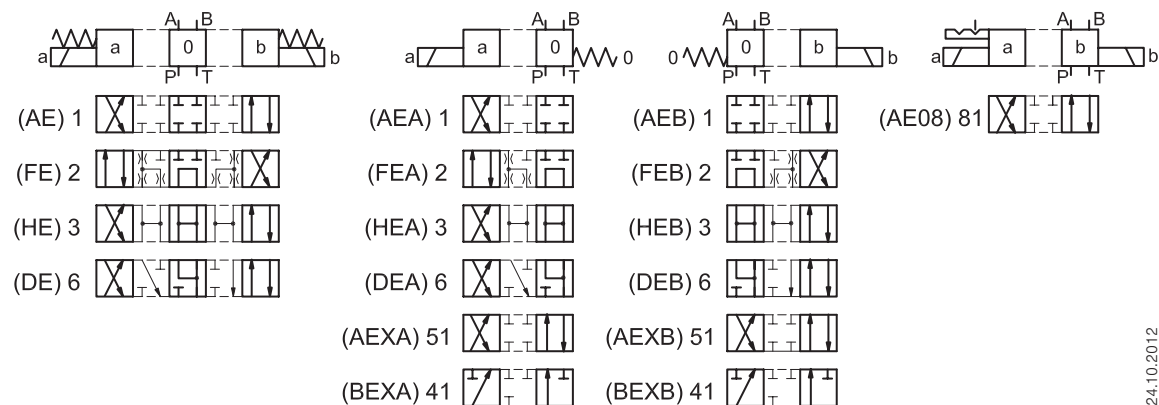 A B A B A B A B
a a 0 b b a 0 0 0 0 b b a a b b
P T P T P T P T
(AE) 1 (AEA) 1 (AEB) 1 (AE08) 81
(FE) 2 (FEA) 2 (FEB) 2
(HE) 3 (HEA) 3 (HEB) 3
(DE) 6 (DEA) 6 (DEB) 6
(AEXA) 51 (AEXB) 51
(BEXA) 41 (BEXB) 41
24.10.2012